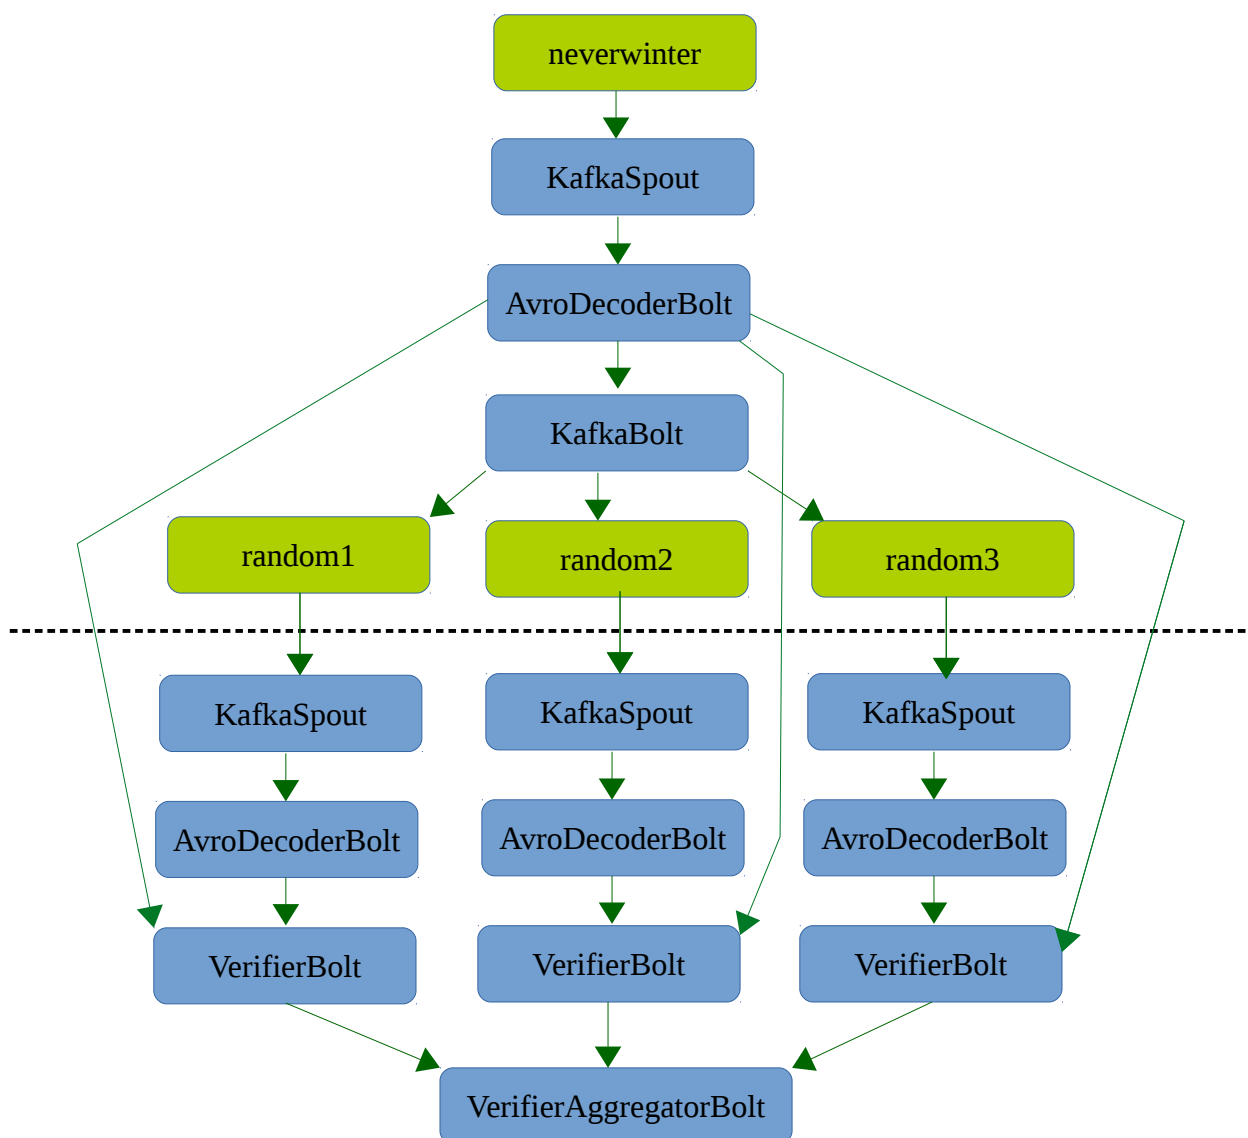 neverwinter
KafkaSpout
AvroDecoderBolt
KafkaBolt
random1
random2
random3
KafkaSpout
KafkaSpout
KafkaSpout
AvroDecoderBolt
AvroDecoderBolt
AvroDecoderBolt
VerifierBolt
VerifierBolt
VerifierBolt
VerifierAggregatorBolt